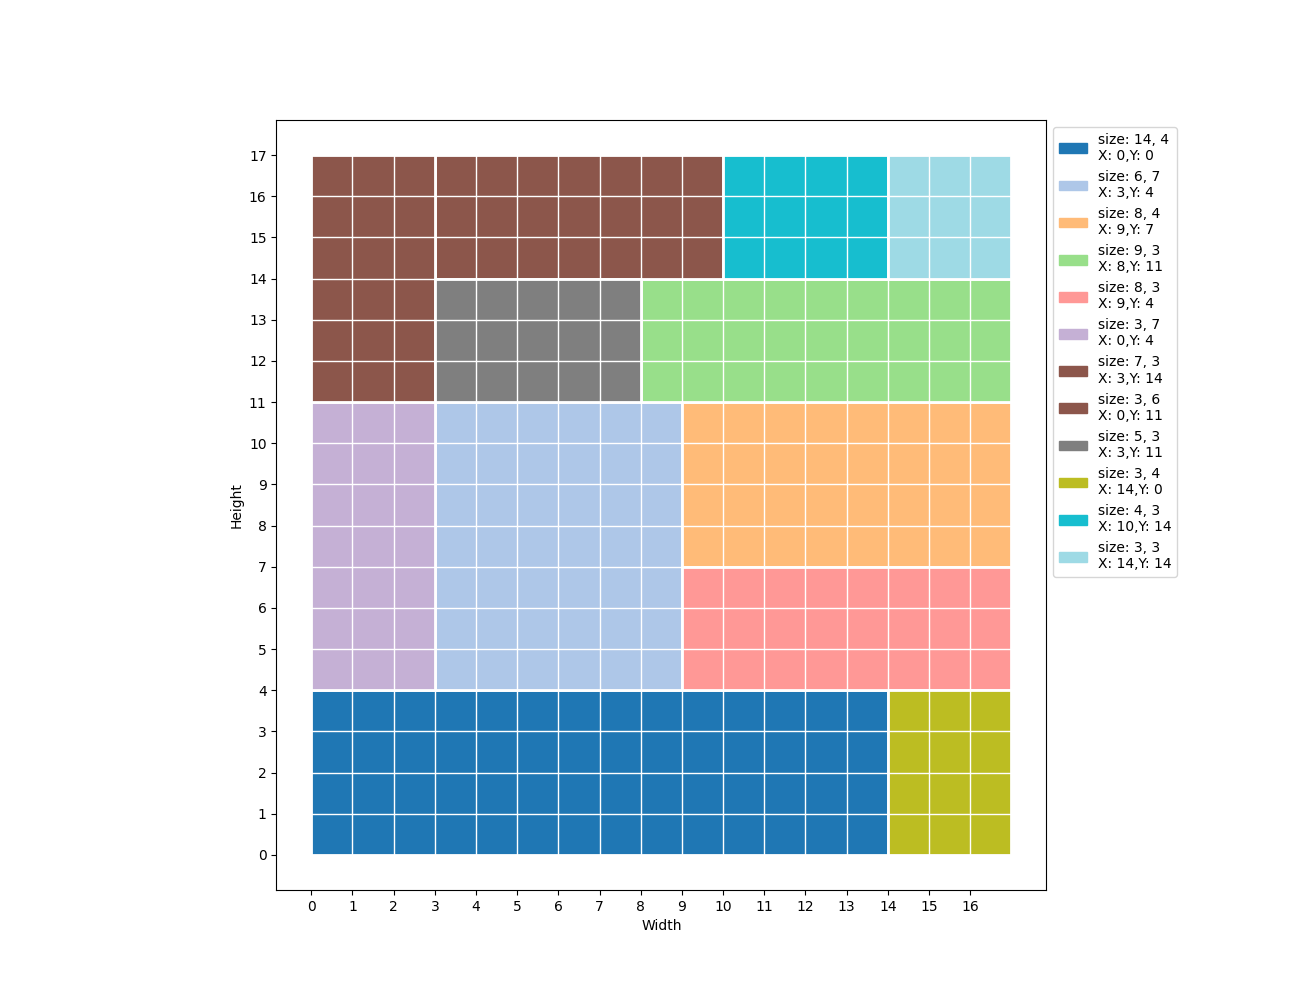 17
16
15
14
13
12
11
10
9
8
7
6
5
4
3
2
1
0
Height
0 1 2 3 4 5 6 7 8 9 10 11 12 13 14 15 16
Width
size: 14, 4
X: 0,Y: 0
size: 6, 7
X: 3,Y: 4
size: 8, 4
X: 9,Y: 7
size: 9, 3
X: 8,Y: 11
size: 8, 3
X: 9,Y: 4
size: 3, 7
X: 0,Y: 4
size: 7, 3
X: 3,Y: 14
size: 3, 6
X: 0,Y: 11
size: 5, 3
X: 3,Y: 11
size: 3, 4
X: 14,Y: 0
size: 4, 3
X: 10,Y: 14
size: 3, 3
X: 14,Y: 14